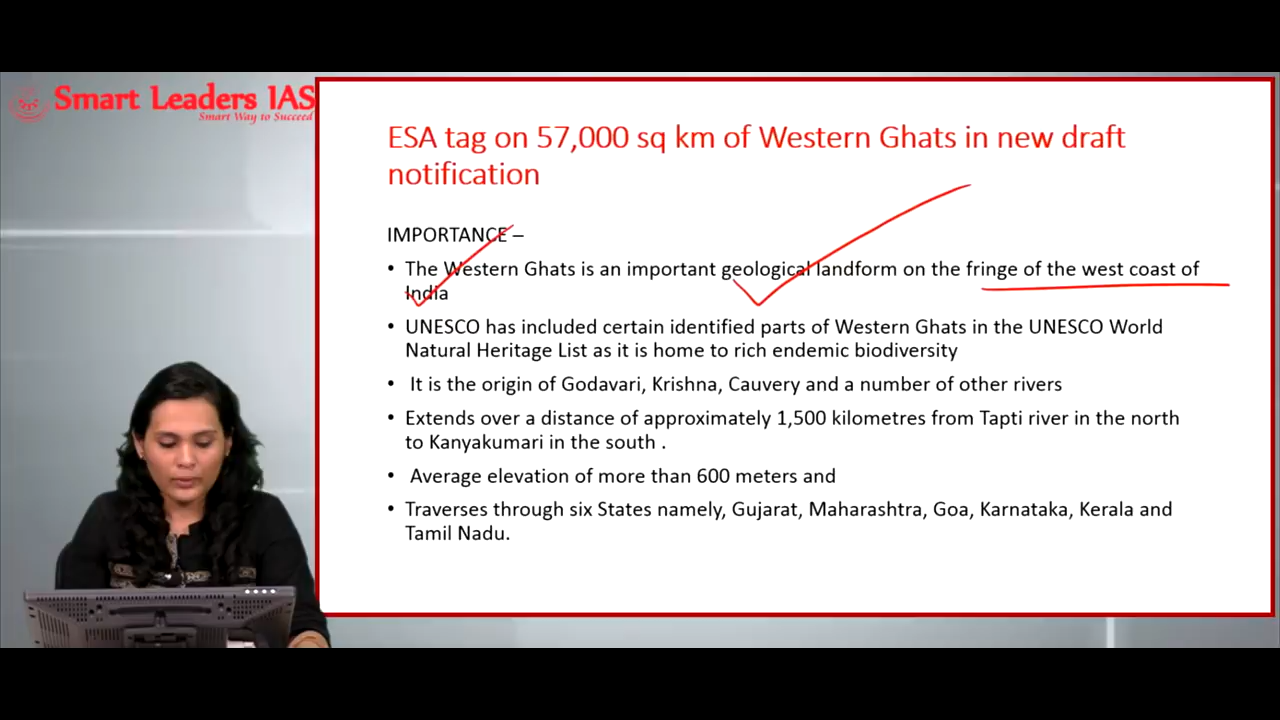 Smart Leaders IAS
Smart Way to Succeed
ESA tag on 57,000 sq km of Western Ghats in new draft
notification
IMPORTANCE –
• The Western Ghats is an important geological landform on the fringe of the west coast of
India
• UNESCO has included certain identified parts of Western Ghats in the UNESCO World
Natural Heritage List as it is home to rich endemic biodiversity
• It is the origin of Godavari, Krishna, Cauvery and a number of other rivers
• Extends over a distance of approximately 1,500 kilometres from Tapti river in the north
to Kanyakumari in the south .
• Average elevation of more than 600 meters and
• Traverses through six States namely, Gujarat, Maharashtra, Goa, Karnataka, Kerala and
Tamil Nadu.